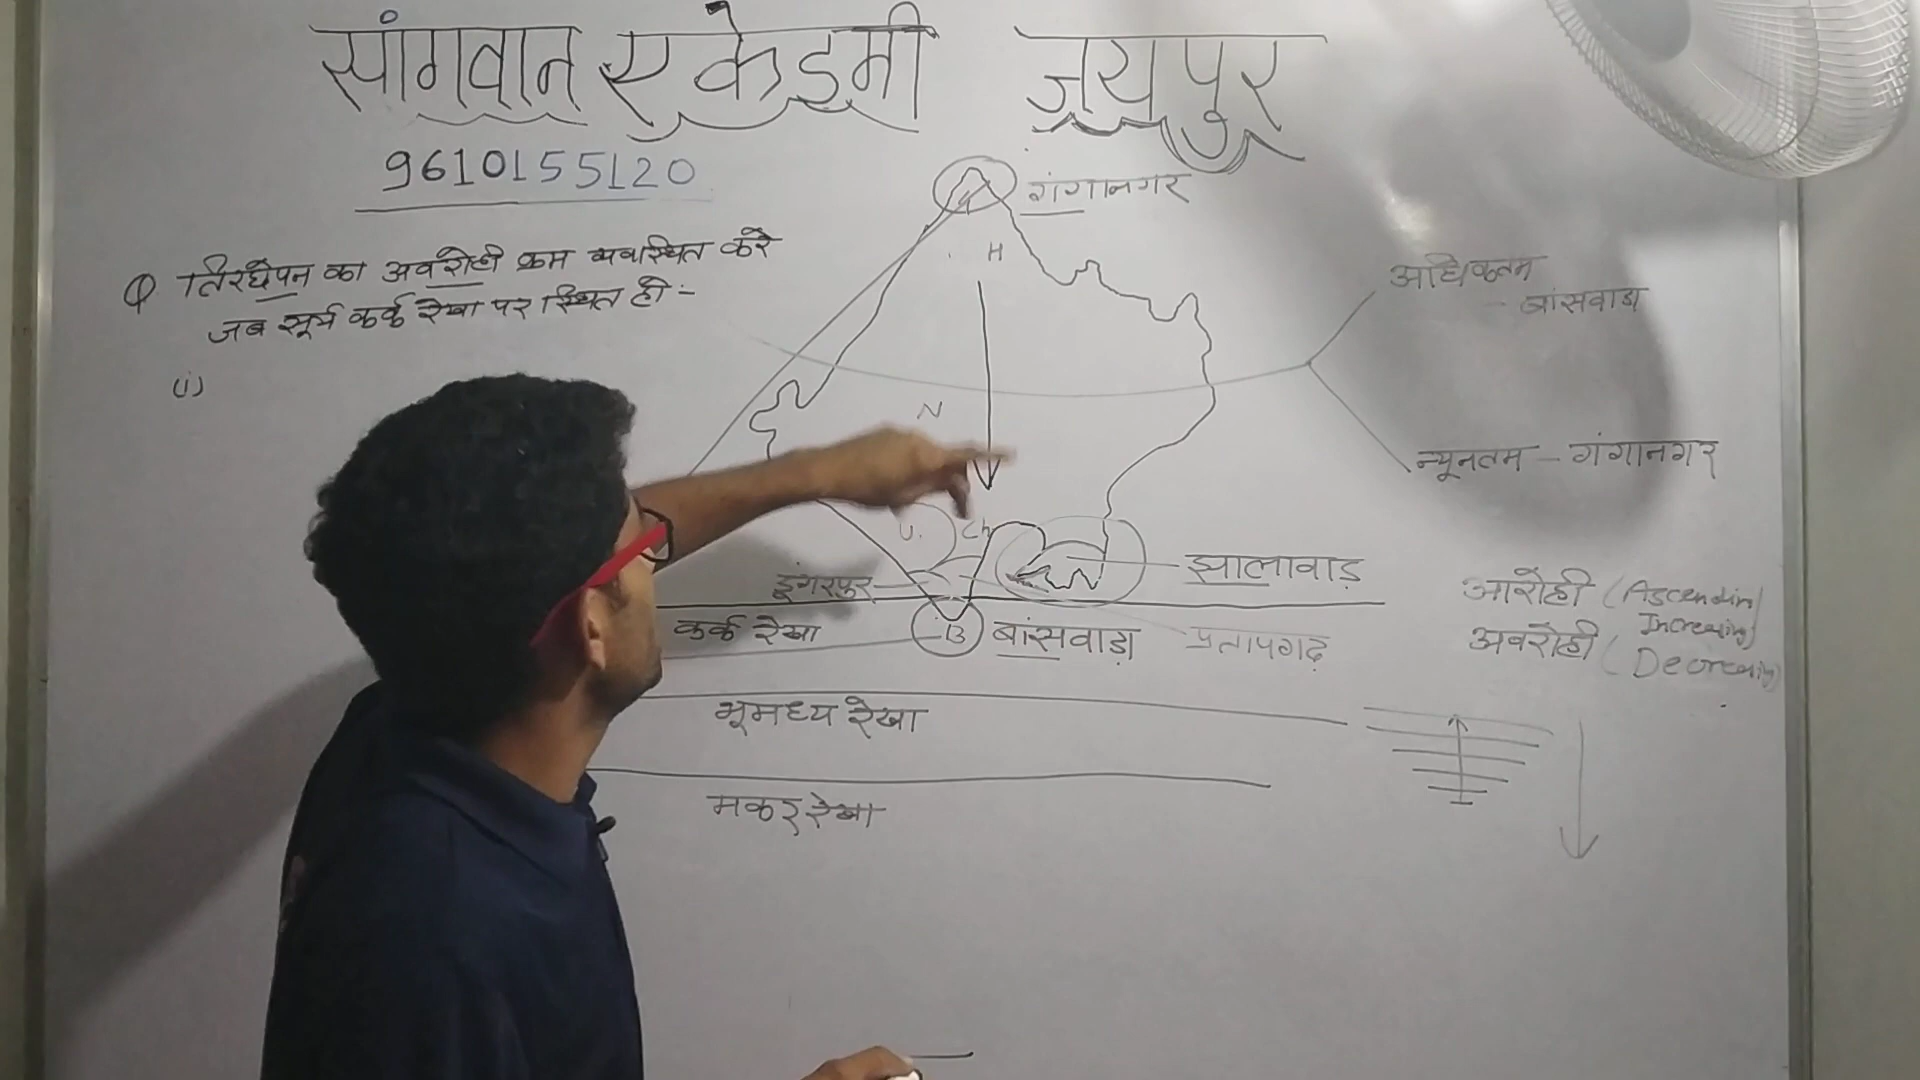 सांगवान एकेडमी जयपुर
9610155120
Q तिरछेपन का अवरोही क्रम व्यवस्थित करे
जब सूर्य कर्क रेखा पर स्थित हो :-
(i)
गंगानगर
H
N
U.
Ch
अधिकतम
- बांसवाडा
न्यूनतम - गंगानगर
झालावाड़
डूंगरपुर
कर्क रेखा
B
बांसवाड़ा
प्रतापगढ़
आरोही (Ascending
Increasing)
अवरोही (Decreasing)
भूमध्य रेखा
मकर रेखा